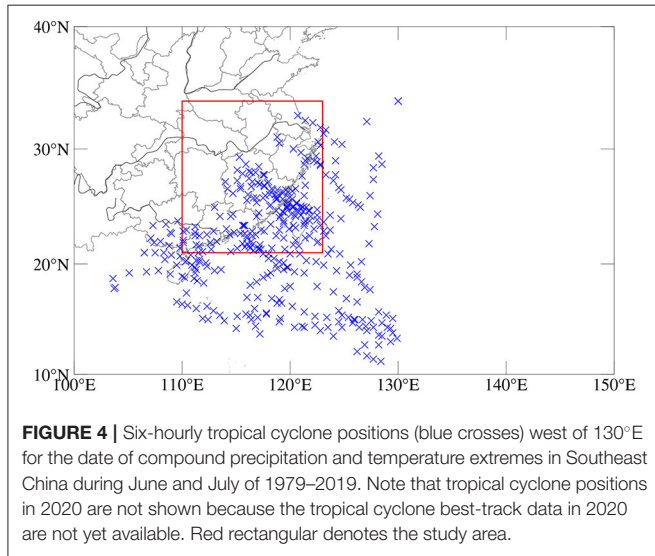 40°N
30°N
20°N
10°N
100°E 110°E 120°E 130°E 140°E 150°E
FIGURE 4 | Six-hourly tropical cyclone positions (blue crosses) west of 130°E
for the date of compound precipitation and temperature extremes in Southeast
China during June and July of 1979–2019. Note that tropical cyclone positions
in 2020 are not shown because the tropical cyclone best-track data in 2020
are not yet available. Red rectangular denotes the study area.